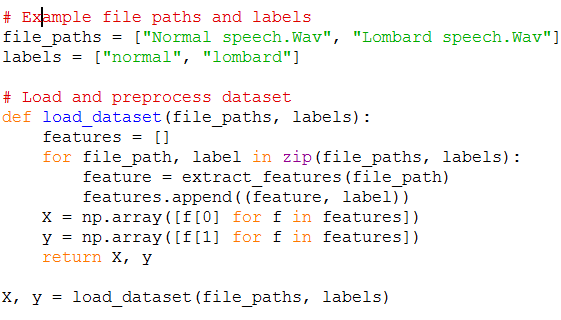 # Example file paths and labels
file_paths = ["Normal speech.Wav", "Lombard speech.Wav"]
labels = ["normal", "lombard"]

# Load and preprocess dataset
def load_dataset(file_paths, labels):
    features = []
    for file_path, label in zip(file_paths, labels):
        feature = extract_features(file_path)
        features.append((feature, label))
    X = np.array([f[0] for f in features])
    y = np.array([f[1] for f in features])
    return X, y

X, y = load_dataset(file_paths, labels)